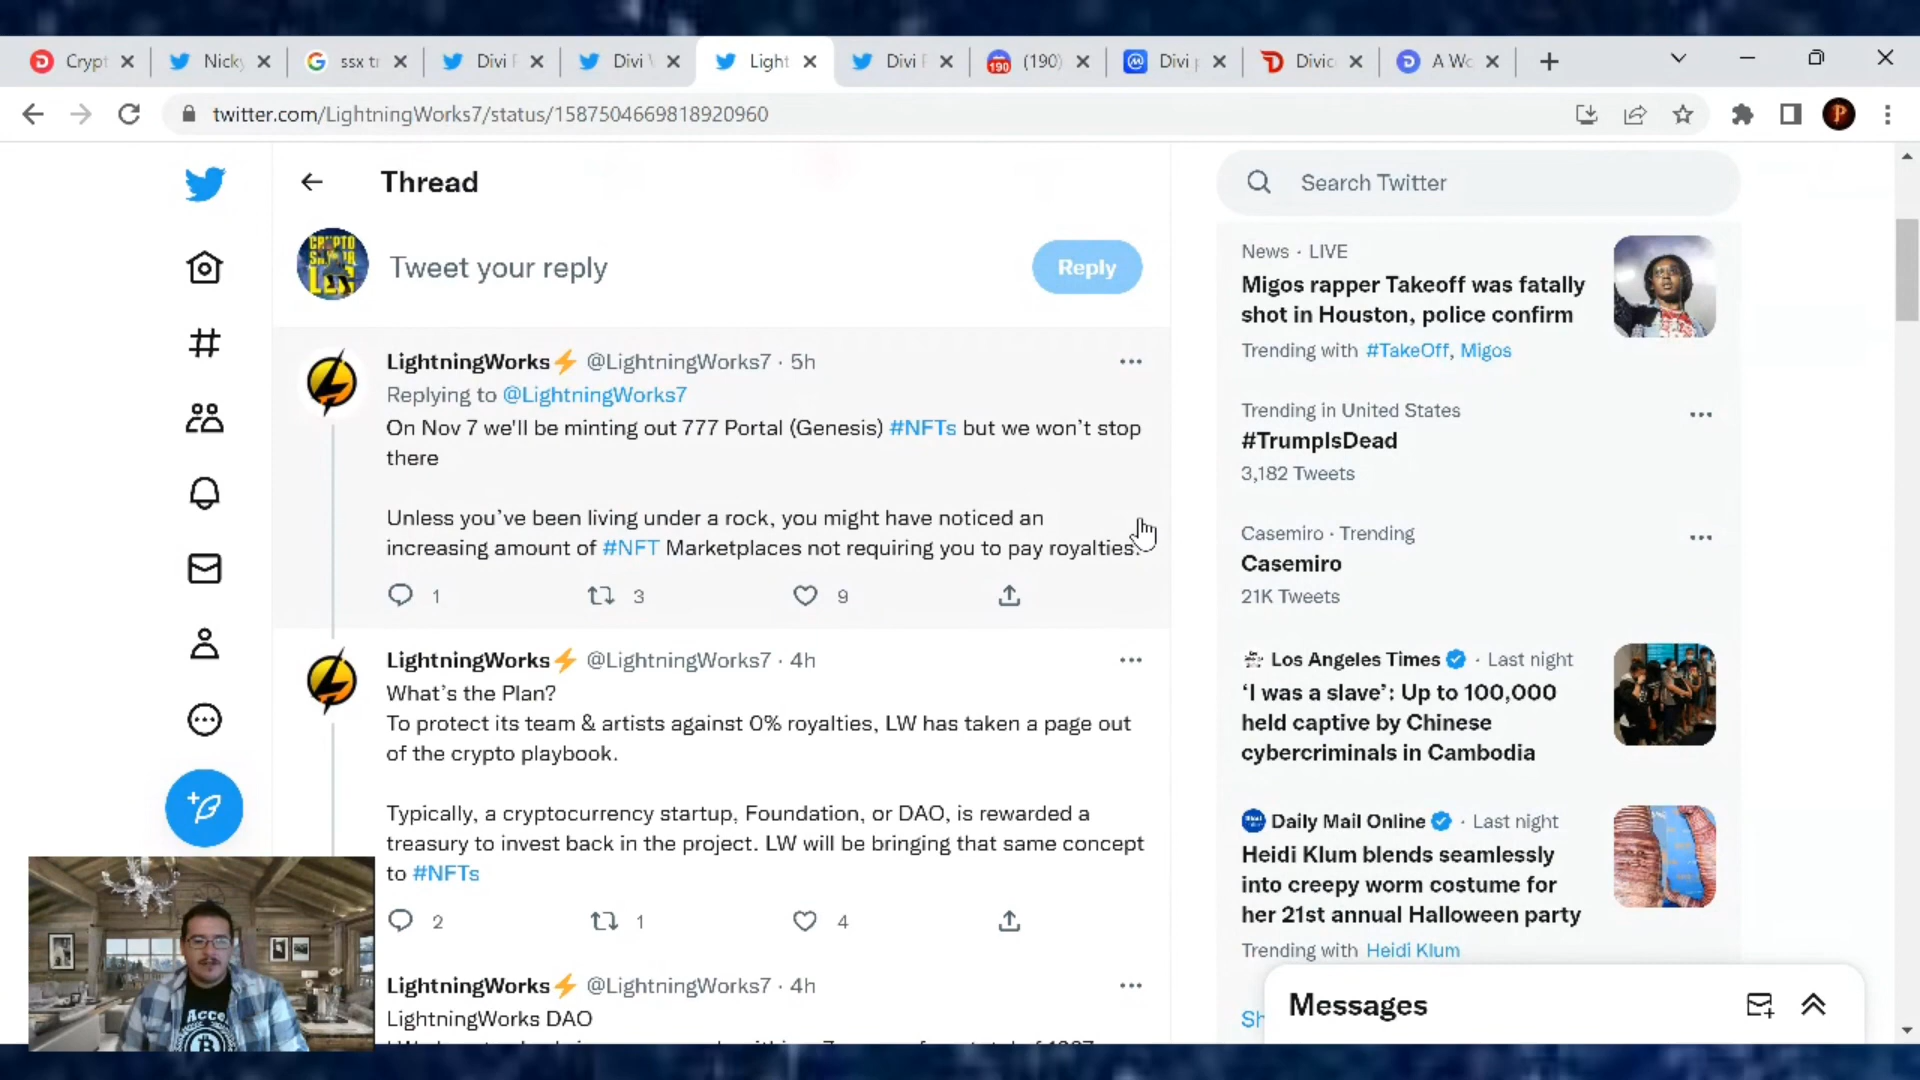 Crypt
Nicky
ssx tr
Divi F
Divi
Light
Divi F
190
(190)
Divi
Divic
A Wo
twitter.com/LightningWorks7/status/1587504669818920960
Thread
Search Twitter
CRYPTO
Tweet your reply
Reply
LightningWorks⚡ @LightningWorks7 · 5h
Replying to @LightningWorks7
On Nov 7 we'll be minting out 777 Portal (Genesis) #NFTs but we won't stop
there
Unless you've been living under a rock, you might have noticed an
increasing amount of #NFT Marketplaces not requiring you to pay royalties.
1
3
9
LightningWorks⚡ @LightningWorks7 · 4h
What's the Plan?
To protect its team & artists against 0% royalties, LW has taken a page out
of the crypto playbook.
Typically, a cryptocurrency startup, Foundation, or DAO, is rewarded a
treasury to invest back in the project. LW will be bringing that same concept
to #NFTs
2
1
4
LightningWorks⚡ @LightningWorks7 · 4h
LightningWorks DAO
News · LIVE
Migos rapper Takeoff was fatally
shot in Houston, police confirm
Trending with #TakeOff, Migos
Trending in United States
#TrumpIsDead
3,182 Tweets
Casemiro · Trending
Casemiro
21K Tweets
Los Angeles Times · Last night
‘I was a slave’: Up to 100,000
held captive by Chinese
cybercriminals in Cambodia
Daily Mail Online · Last night
Heidi Klum blends seamlessly
into creepy worm costume for
her 21st annual Halloween party
Trending with Heidi Klum
Sh
Messages
Acce